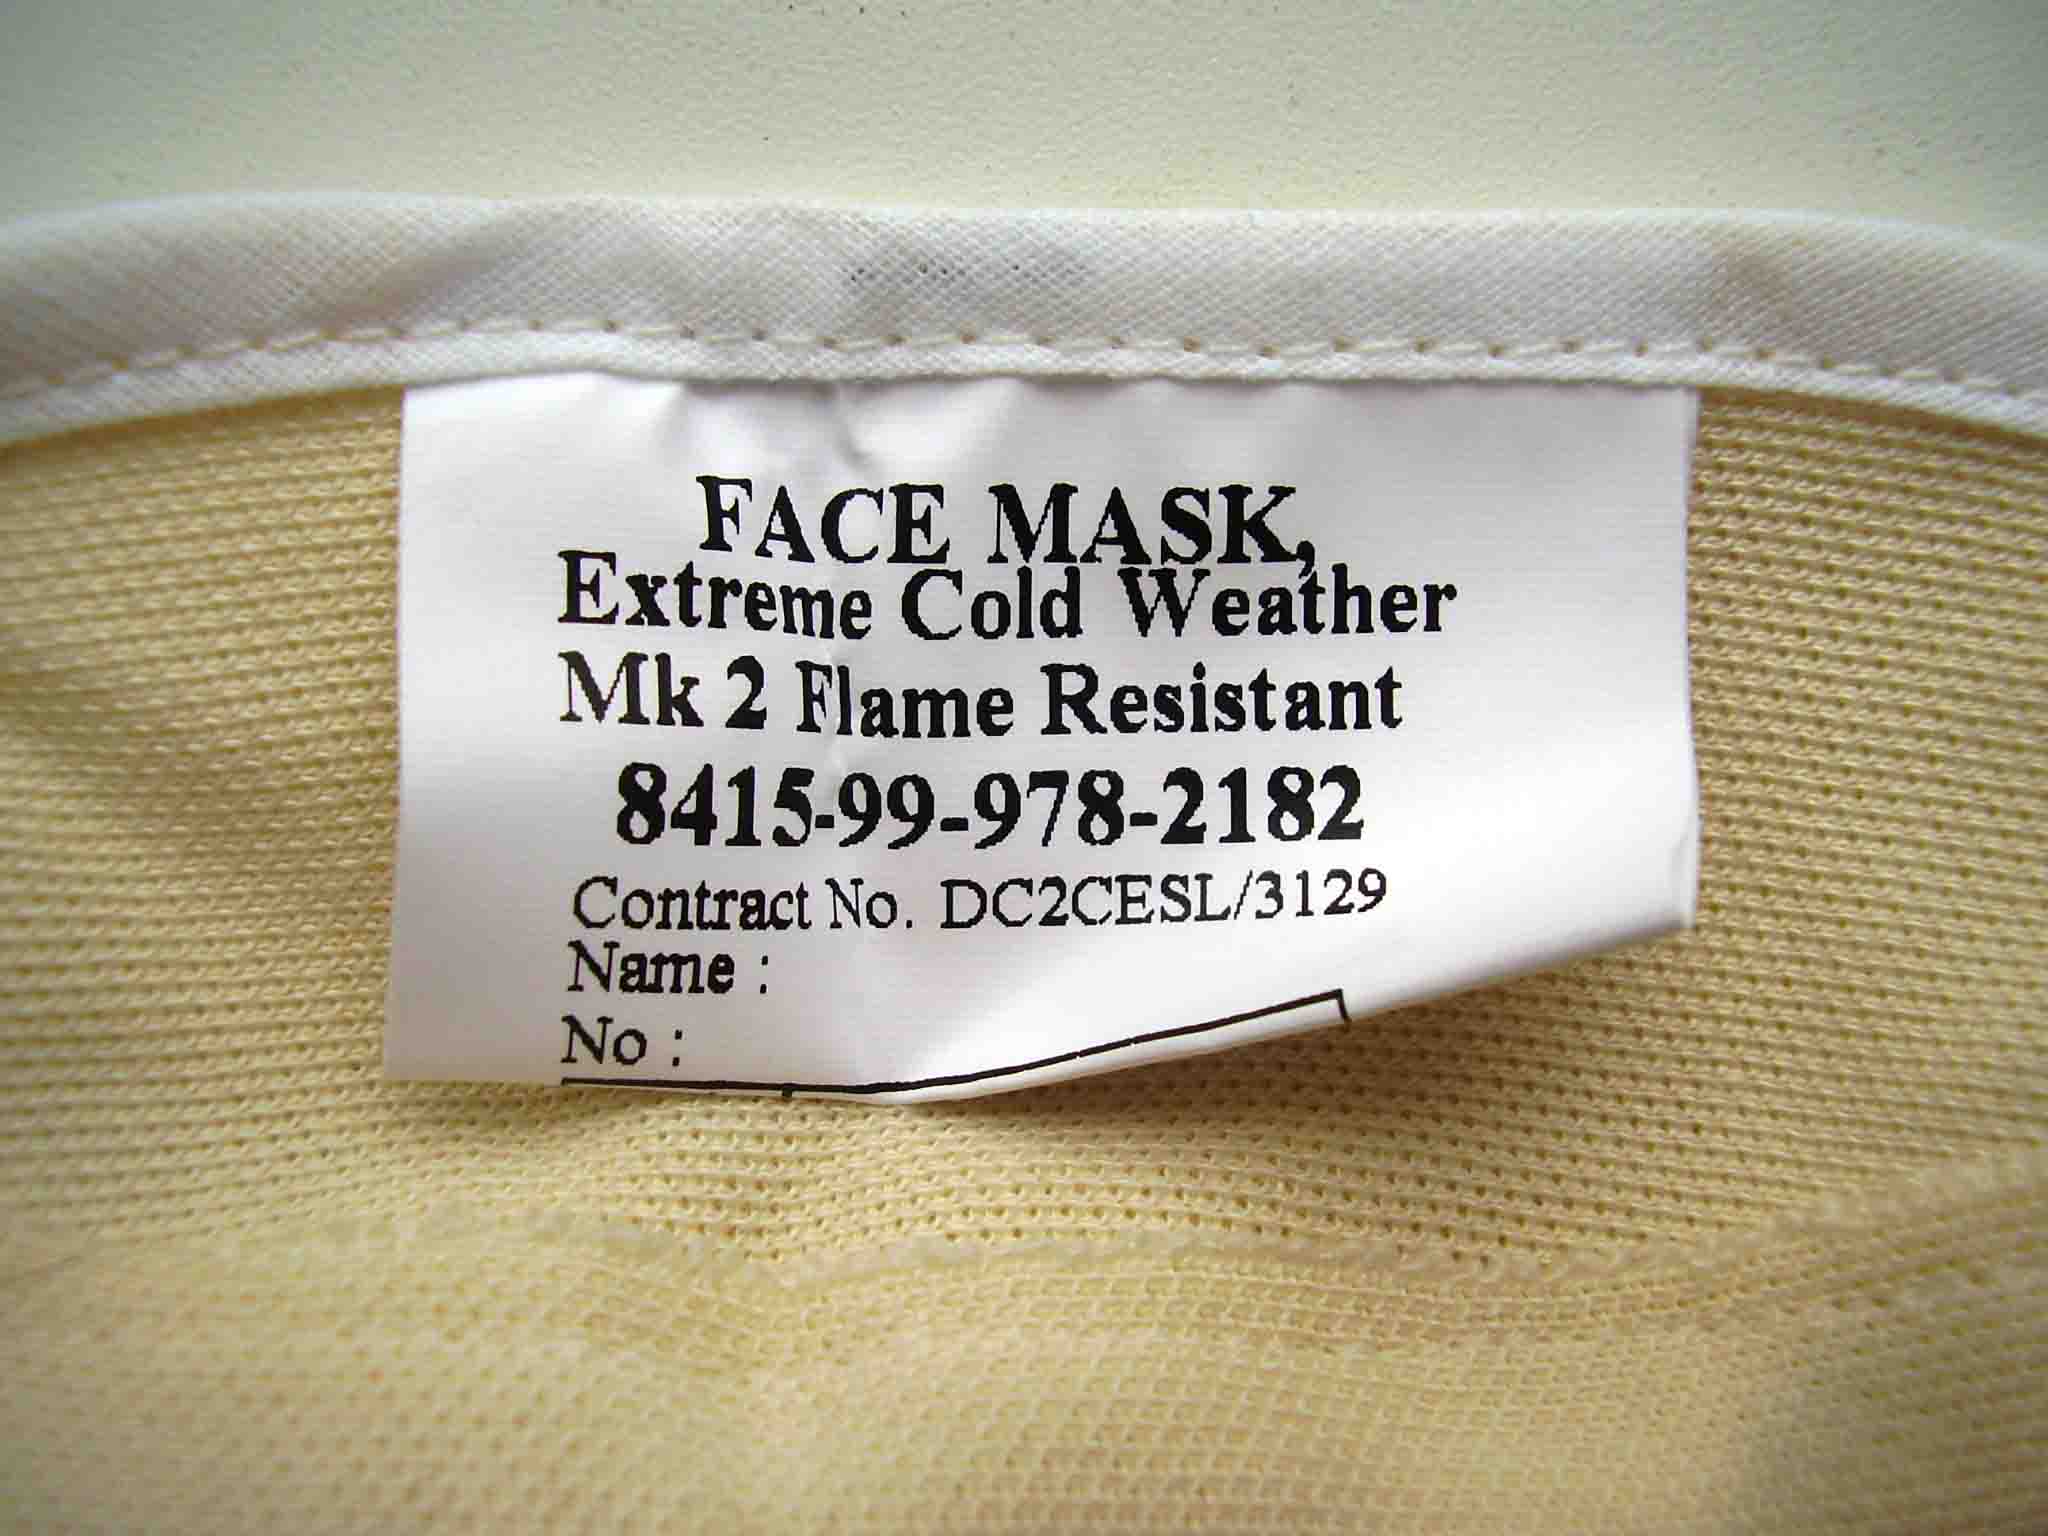 FACE MASK,
Extreme Cold Weather
Mk 2 Flame Resistant
8415-99-978-2182
Contract No. DC2CESL/3129
Name :
No :